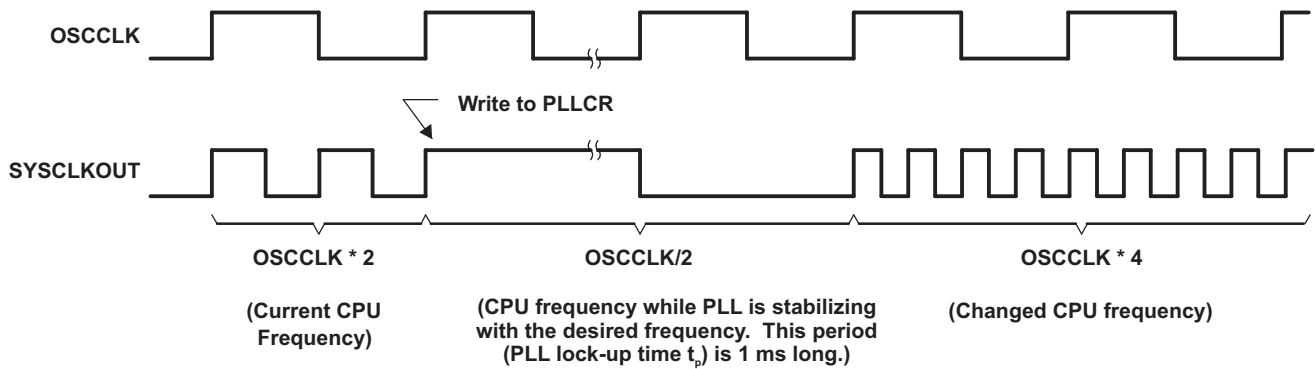 OSCCLK
Write to PLLCR
SYSCLKOUT
OSCCLK * 2
(Current CPU
Frequency)
OSCCLK/2
(CPU frequency while PLL is stabilizing
with the desired frequency. This period
(PLL lock-up time tp) is 1 ms long.)
OSCCLK * 4
(Changed CPU frequency)